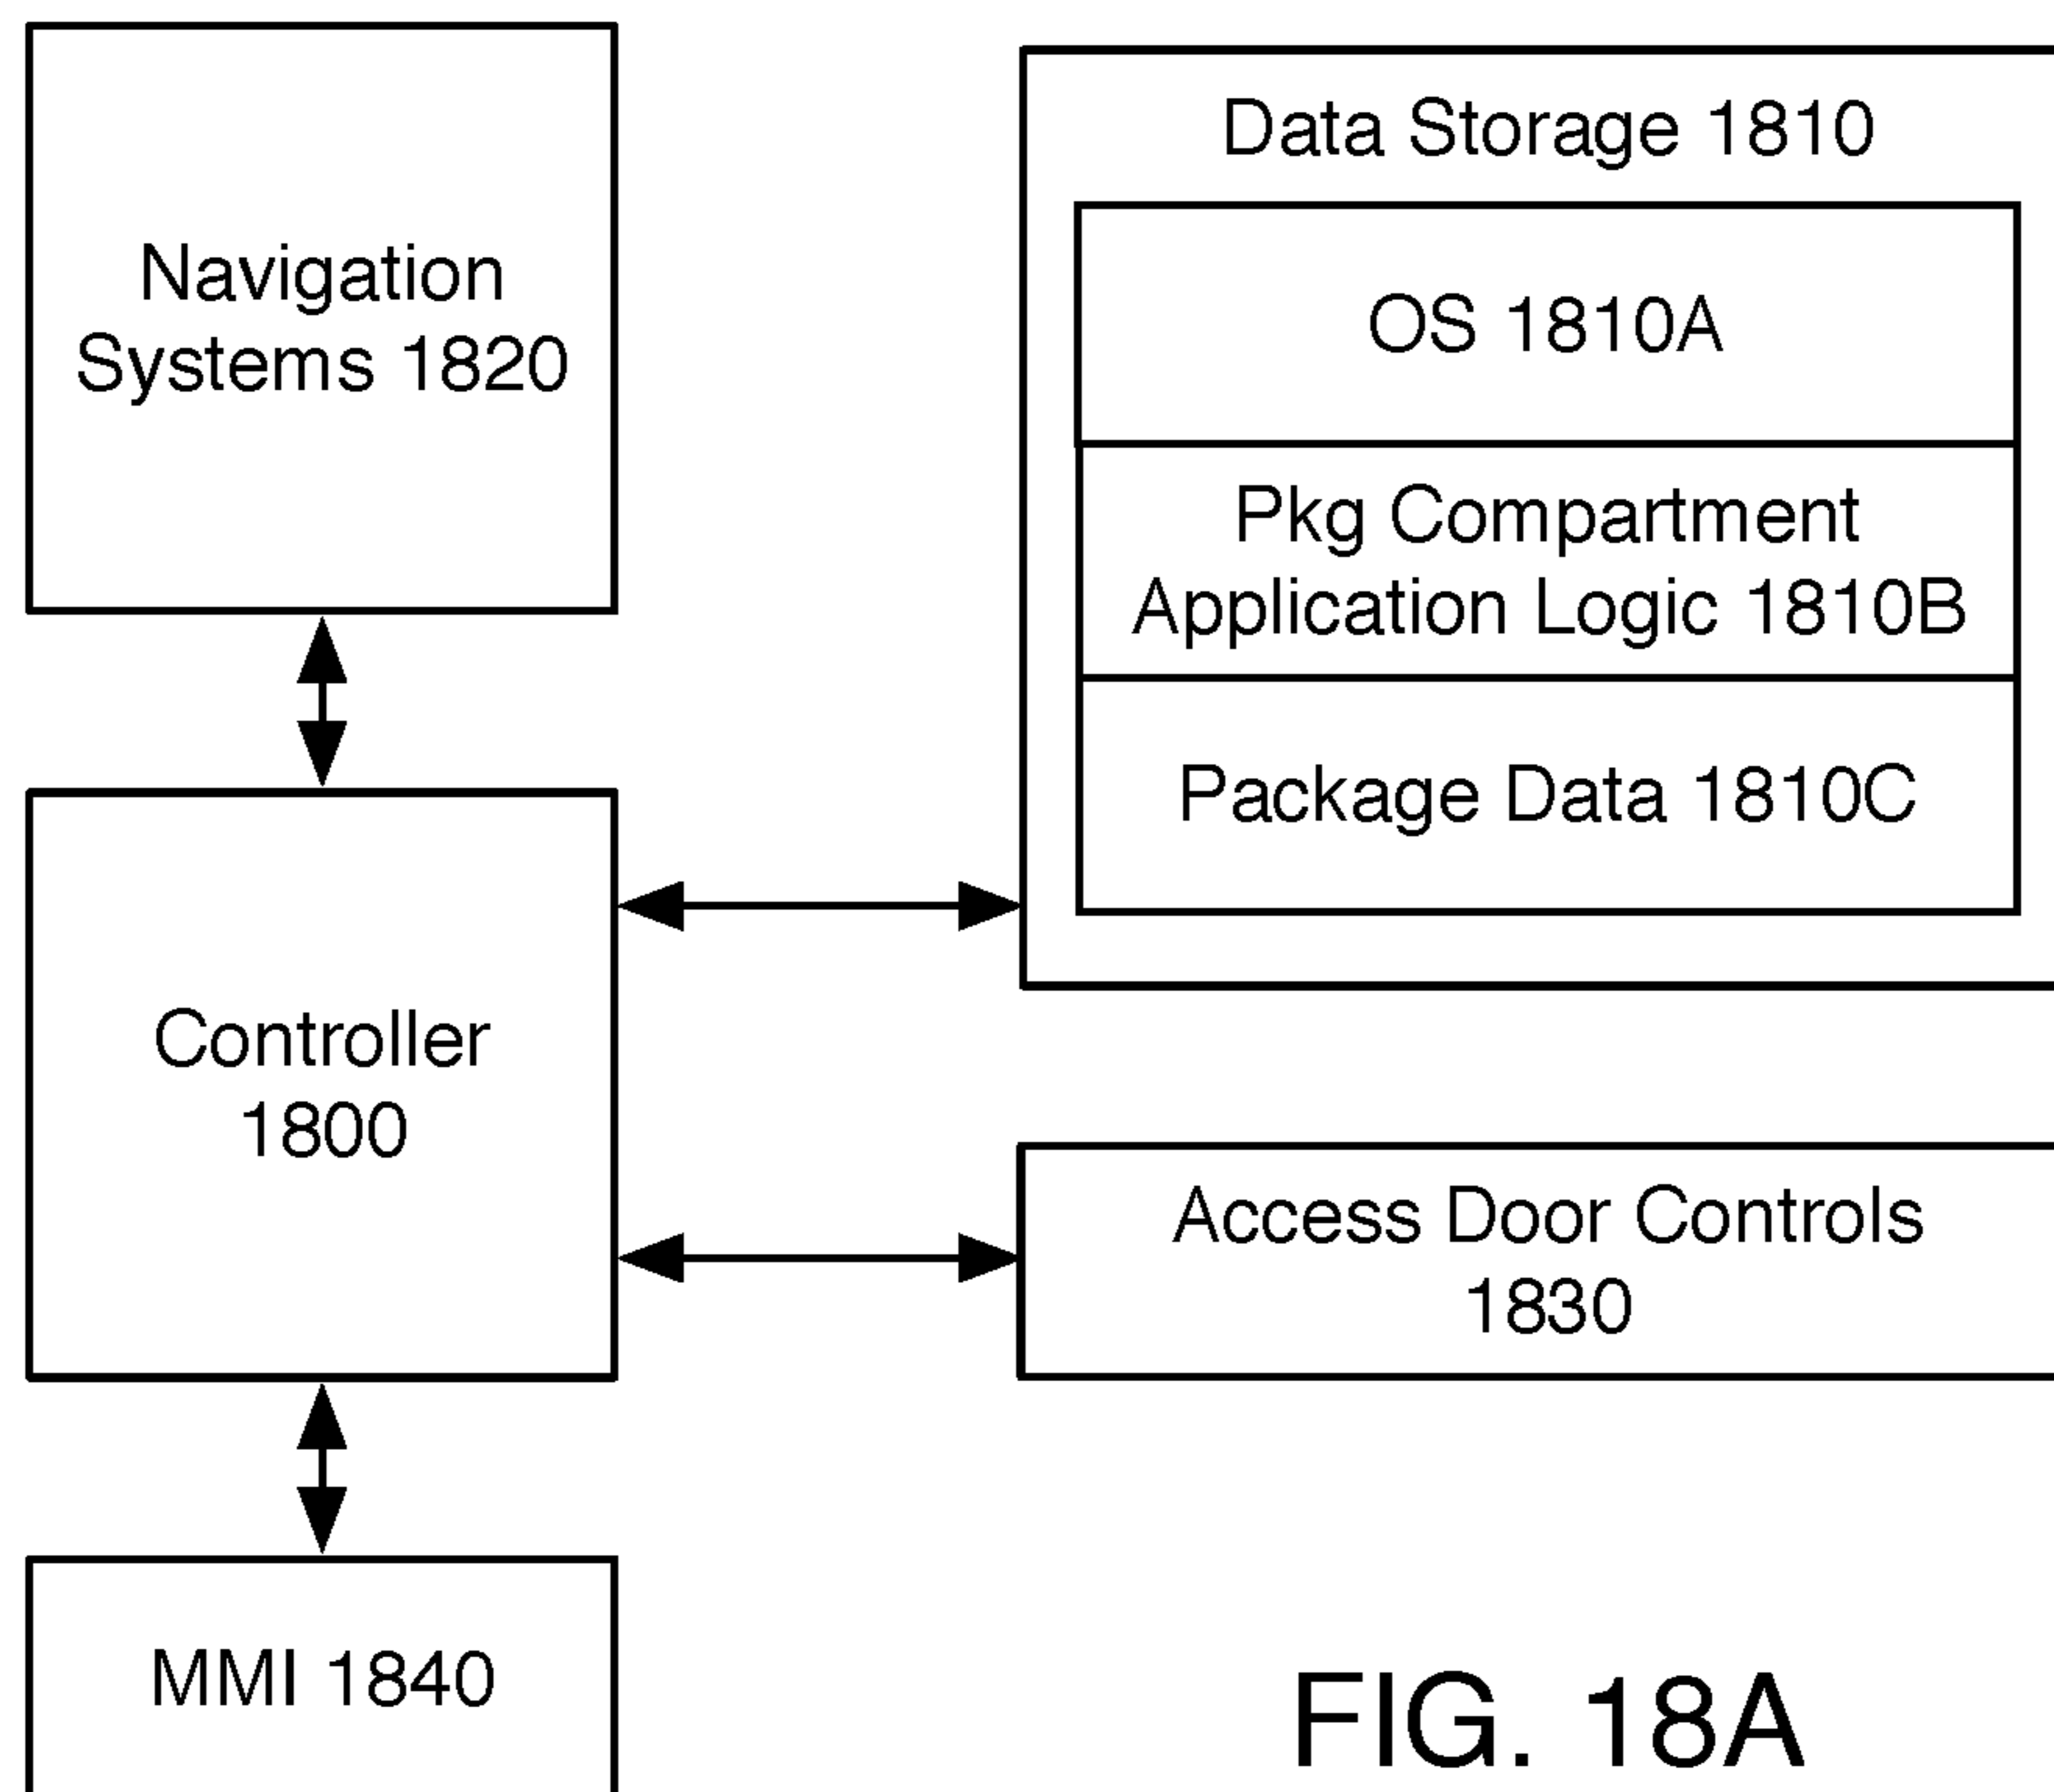 Navigation
Systems 1820
Data Storage 1810
OS 1810A
Pkg Compartment
Application Logic 1810B
Package Data 1810C
Controller
1800
Access Door Controls
1830
MMI 1840
FIG. 18A